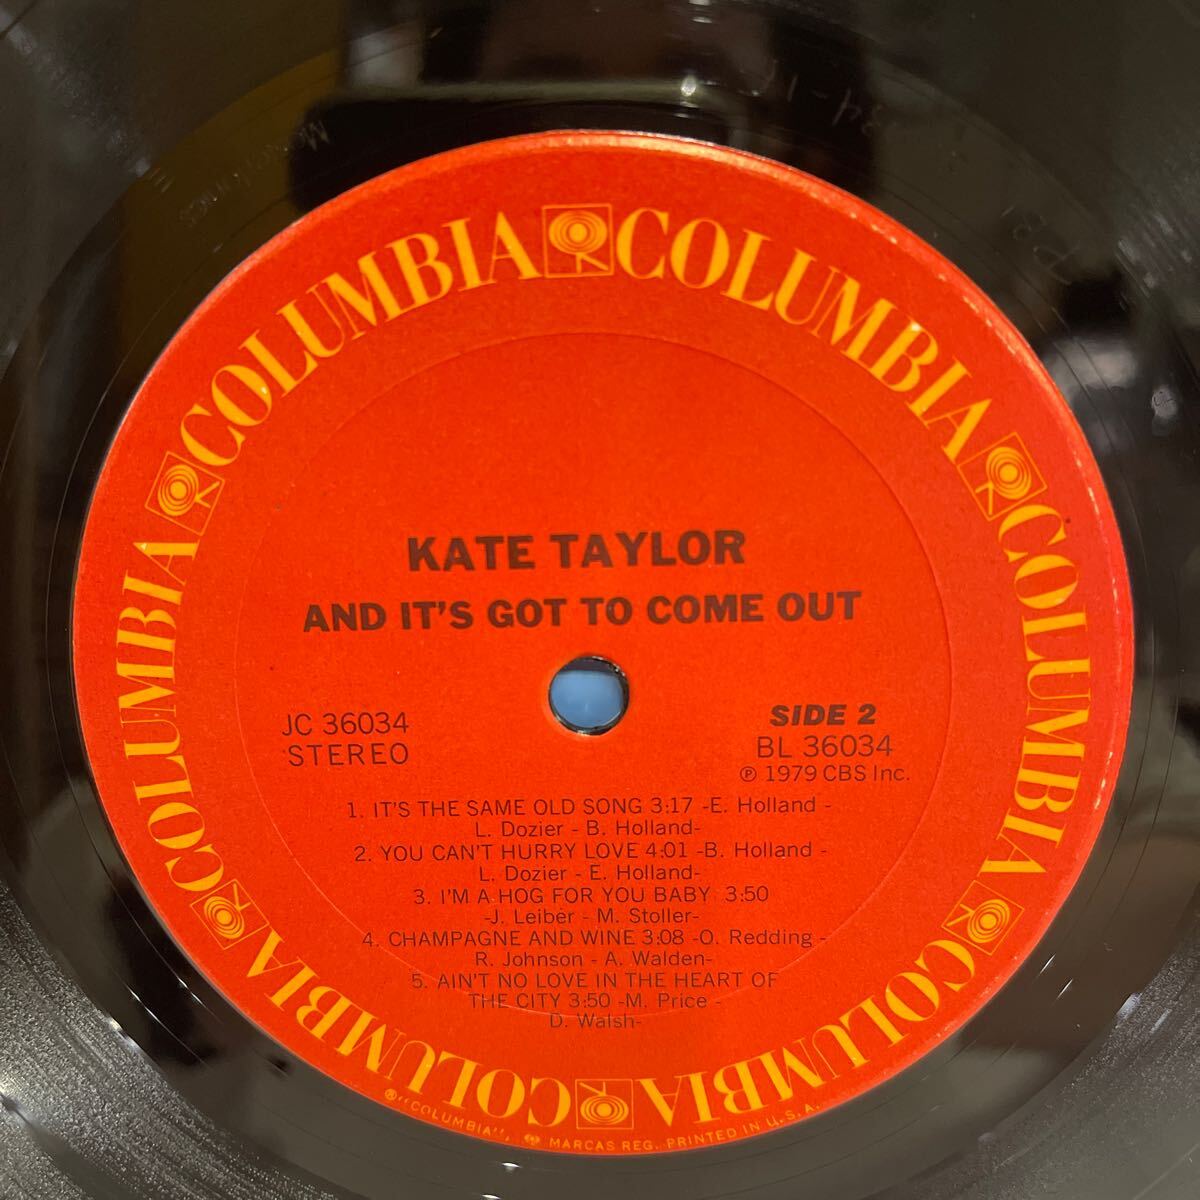 COLUMBIA COLUMBIA COLUMBIA COLUMBIA COLUMBIA COLUMBIA COLUMBIA COLUMBIA
KATE TAYLOR
AND IT'S GOT TO COME OUT
JC 36034
STEREO
SIDE 2
BL 36034
℗ 1979 CBS Inc.
1. IT'S THE SAME OLD SONG 3:17 -E. Holland -
L. Dozier - B. Holland-
2. YOU CAN'T HURRY LOVE 4:01 -B. Holland -
L. Dozier - E. Holland-
3. I'M A HOG FOR YOU BABY 3:50
-J. Leiber - M. Stoller-
4. CHAMPAGNE AND WINE 3:08 -O. Redding -
R. Johnson - A. Walden-
5. AIN'T NO LOVE IN THE HEART OF
THE CITY 3:50 -M. Price -
D. Walsh-
®"COLUMBIA", MARCAS REG. PRINTED IN U.S.A.